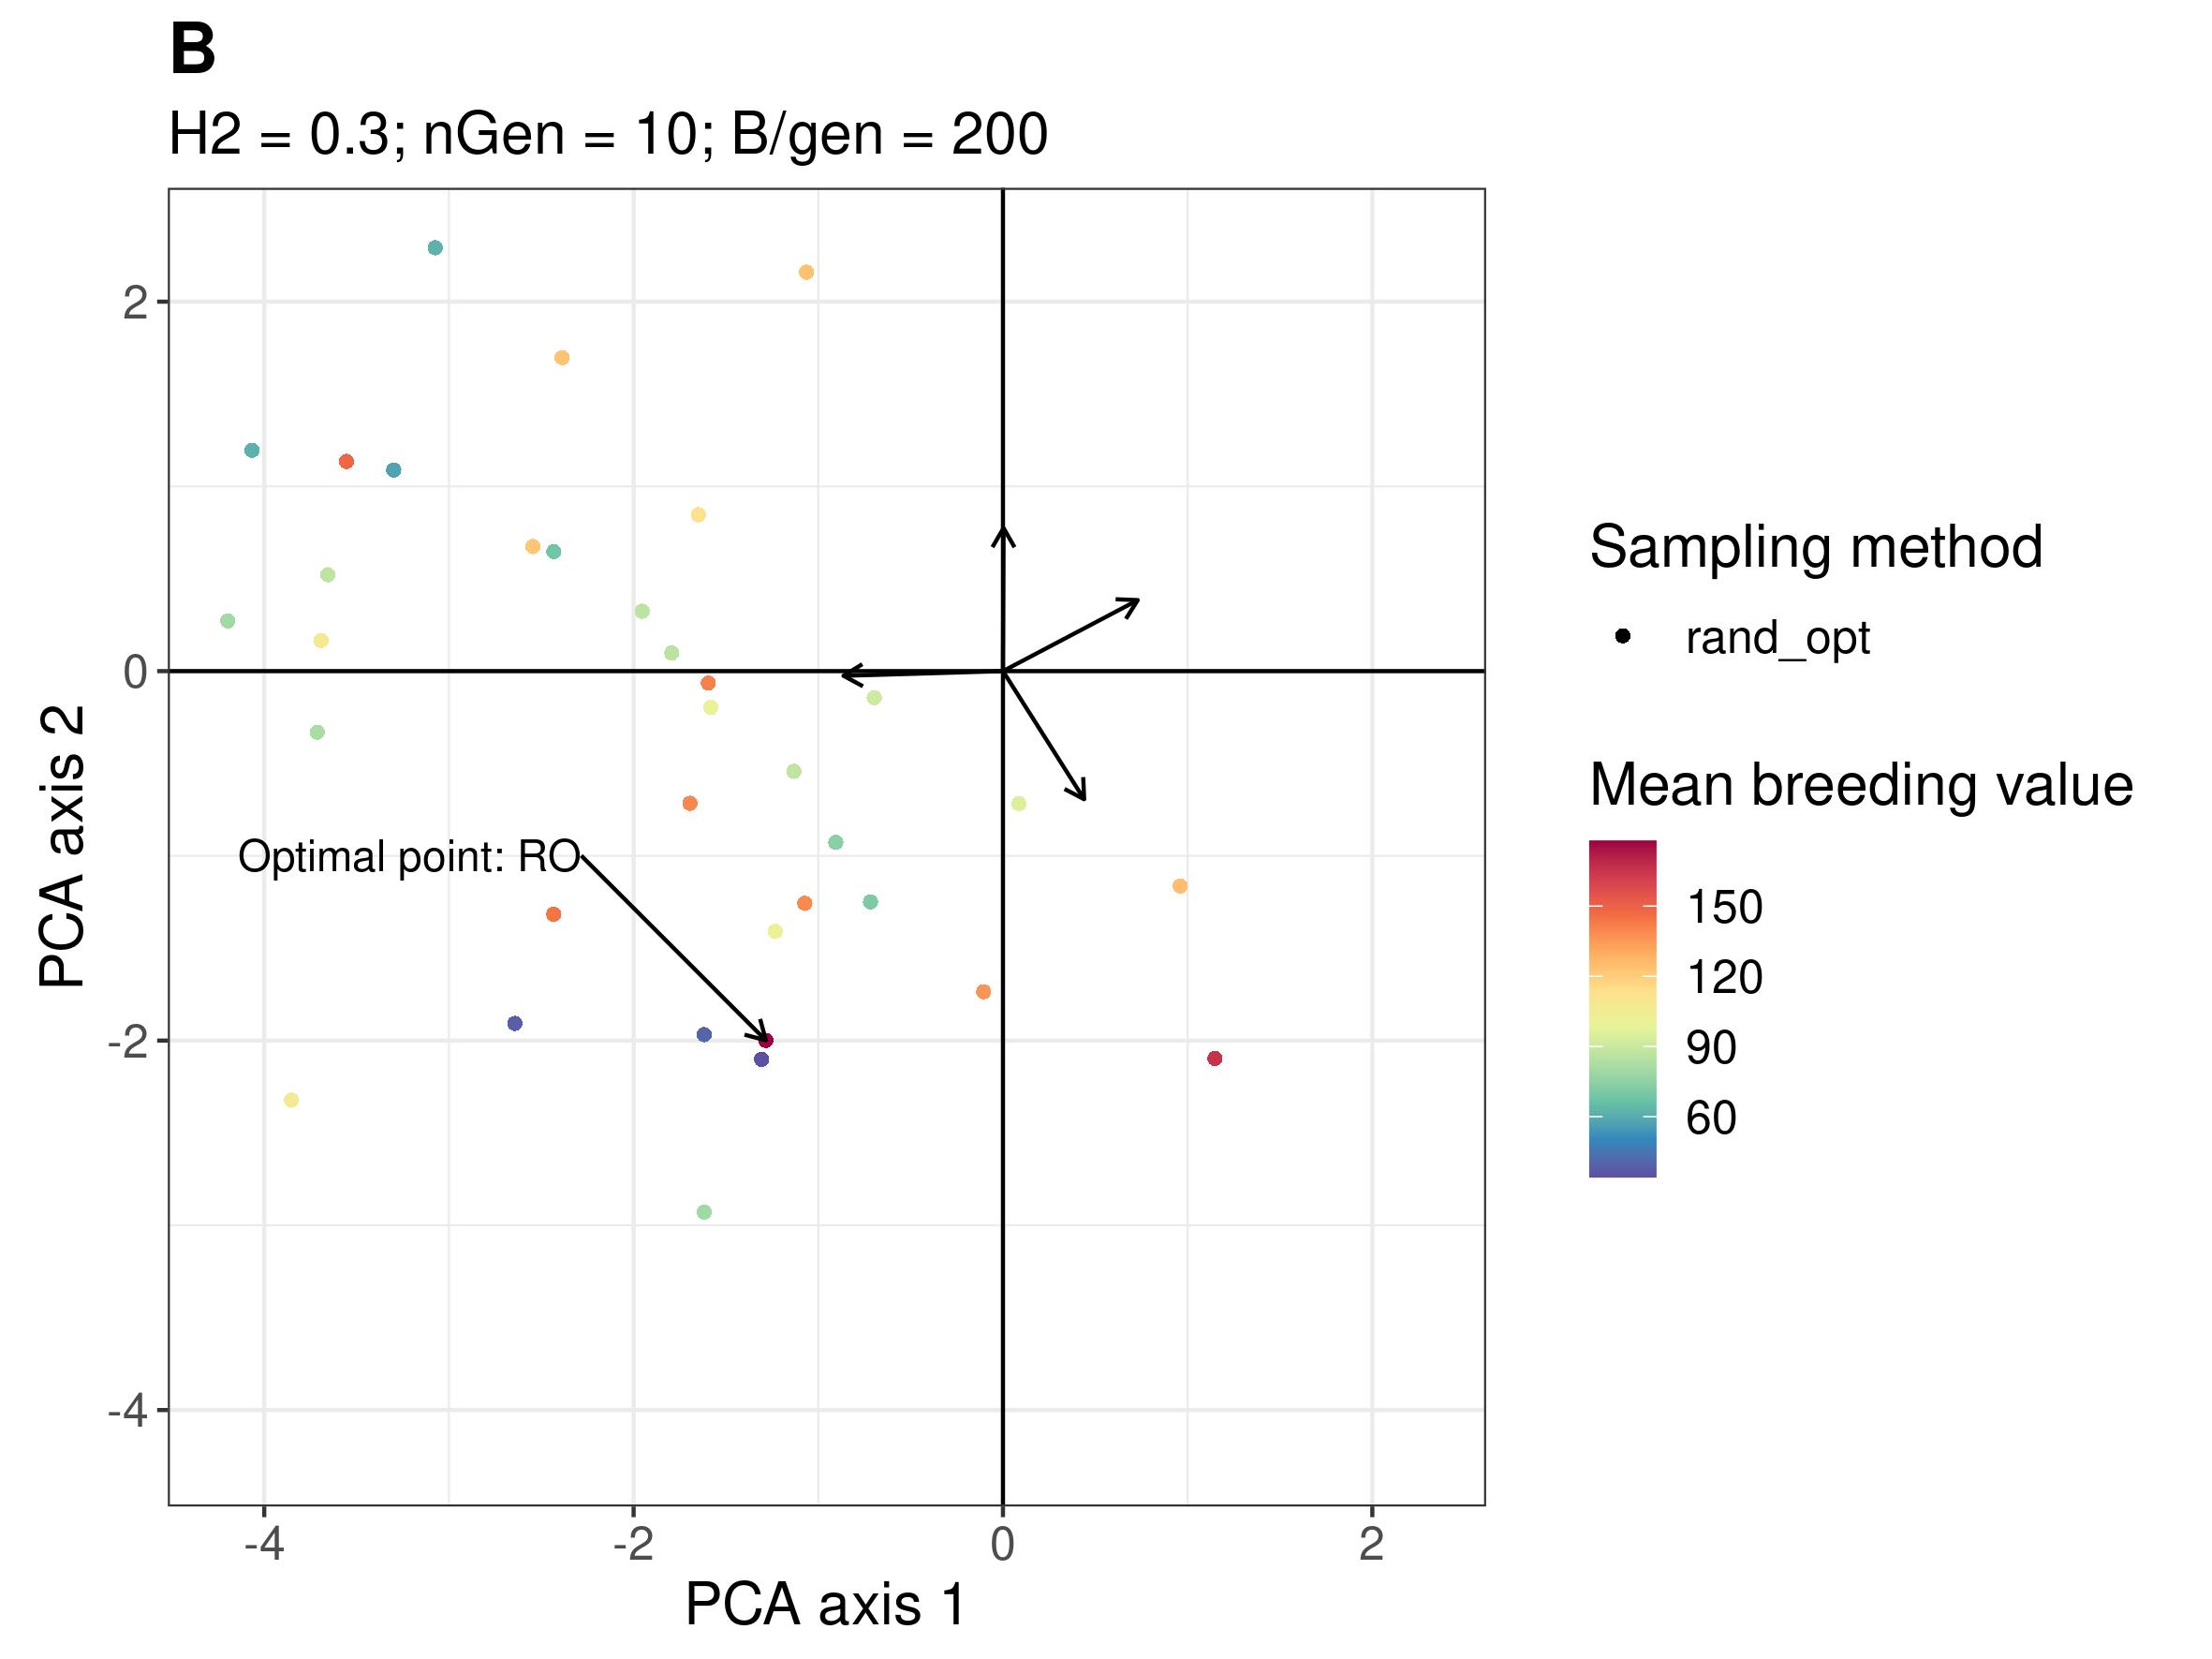 B
H2 = 0.3; nGen = 10; B/gen = 200
2
0
-2
-4
PCA axis 2
Optimal point: RO
-4
-2
0
2
PCA axis 1
Sampling method
rand_opt
Mean breeding value
150
120
90
60